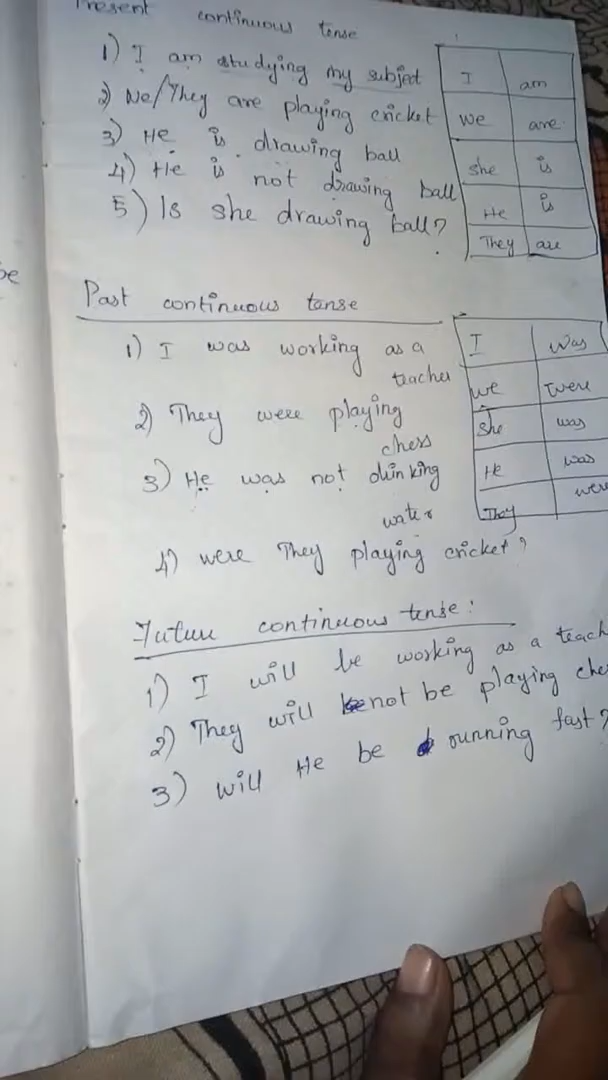 Present continuous tense
1) I am studying my subject
2) We/They are playing cricket
3) He is drawing ball
4) He is not drawing ball
5) Is she drawing ball?
I am
we are
she is
He is
They are
Past continuous tense
1) I was working as a
teacher
2) They were playing
chess
3) He was not drinking
water
4) were They playing cricket?
I was
we were
she was
He was
They were
Future continuous tense:
1) I will be working as a teach
2) They will not be playing che
3) will He be running fast?
be